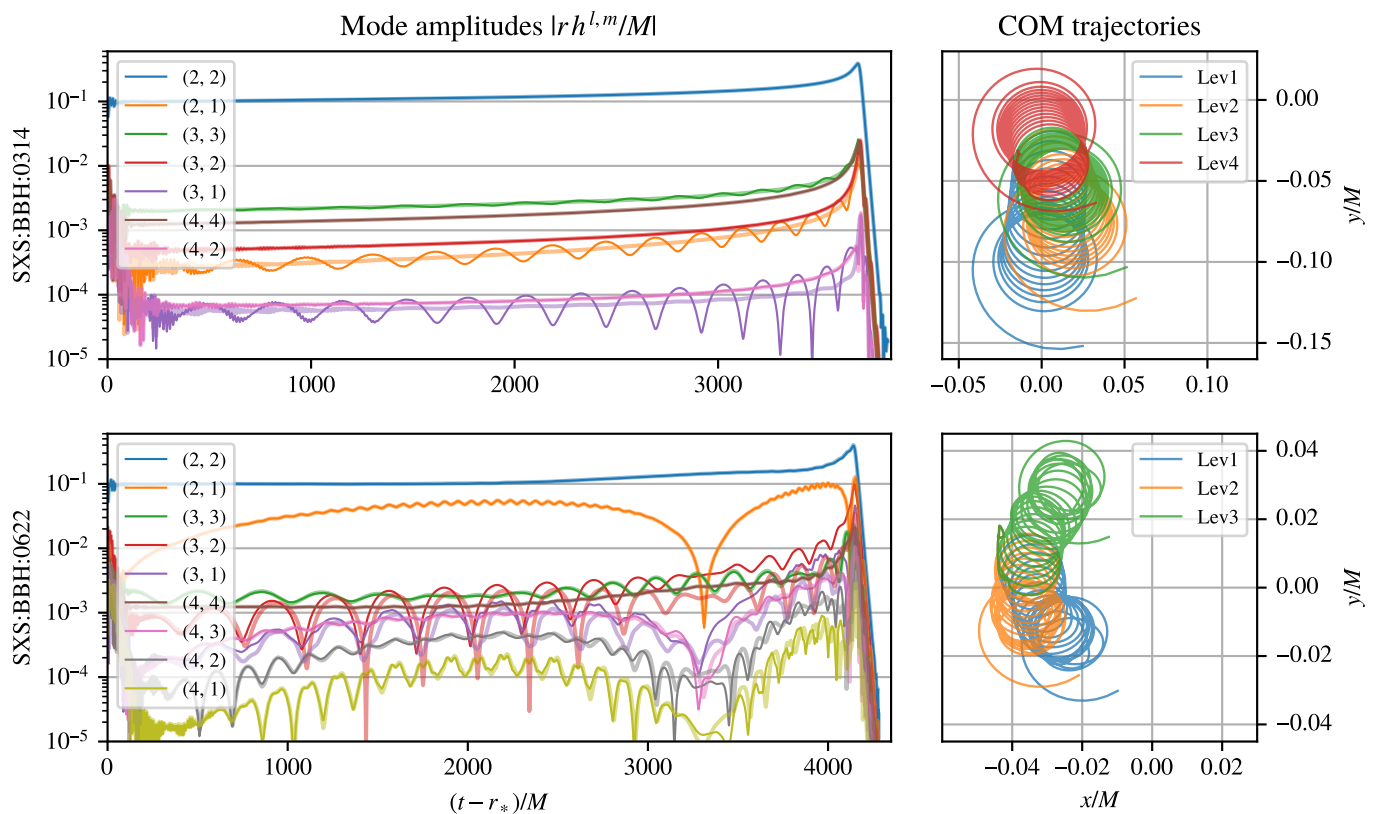 Mode amplitudes |r h^{l,m}/M|
COM trajectories
SXS:BBH:0314
10⁻¹
10⁻²
10⁻³
10⁻⁴
10⁻⁵
(2, 2)
(2, 1)
(3, 3)
(3, 2)
(3, 1)
(4, 4)
(4, 2)
0 1000 2000 3000
Lev1
Lev2
Lev3
Lev4
0.00
−0.05
−0.10
−0.15
y/M
−0.05 0.00 0.05 0.10
SXS:BBH:0622
10⁻¹
10⁻²
10⁻³
10⁻⁴
10⁻⁵
(2, 2)
(2, 1)
(3, 3)
(3, 2)
(3, 1)
(4, 4)
(4, 3)
(4, 2)
(4, 1)
0 1000 2000 3000 4000
(t − r_*)/M
Lev1
Lev2
Lev3
0.04
0.02
0.00
−0.02
−0.04
y/M
−0.04 −0.02 0.00 0.02
x/M